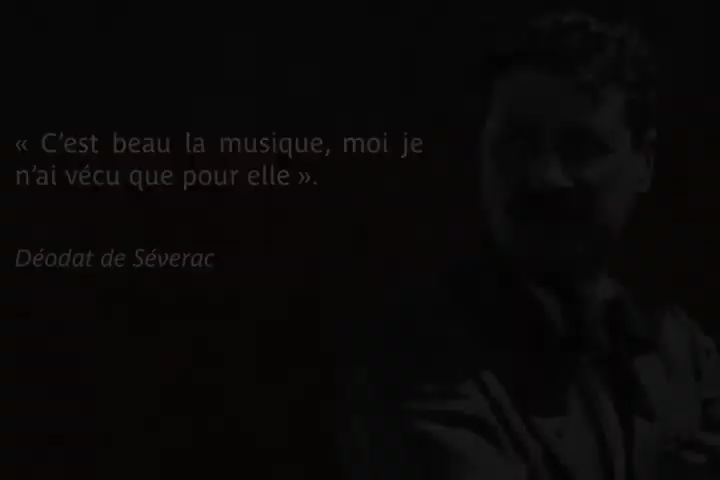 « C’est beau la musique, moi je
n’ai vécu que pour elle ».
Déodat de Séverac